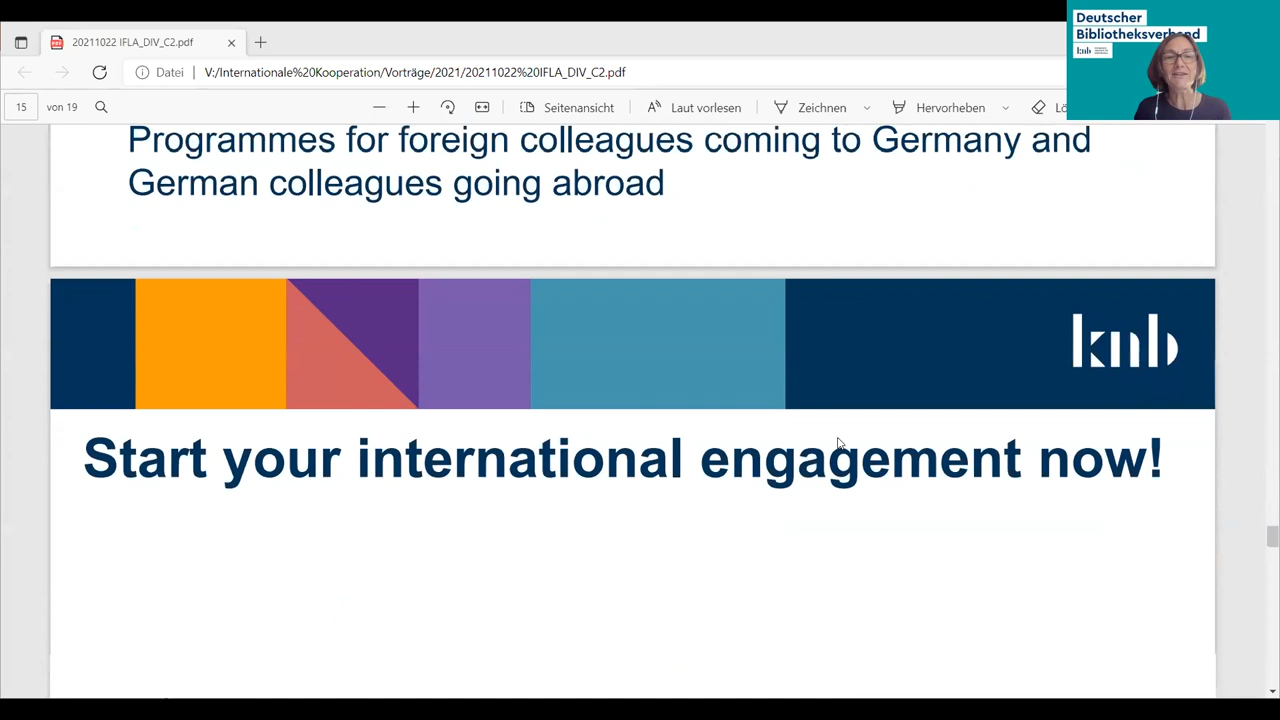 20211022 IFLA_DIV_C2.pdf
Datei
V:/Internationale%20Kooperation/Vorträge/2021/20211022%20IFLA_DIV_C2.pdf
15 von 19
Seitenansicht
Laut vorlesen
Zeichnen
Hervorheben
Deutscher
Bibliotheksverband
knb
Programmes for foreign colleagues coming to Germany and
German colleagues going abroad
knb
Start your international engagement now!